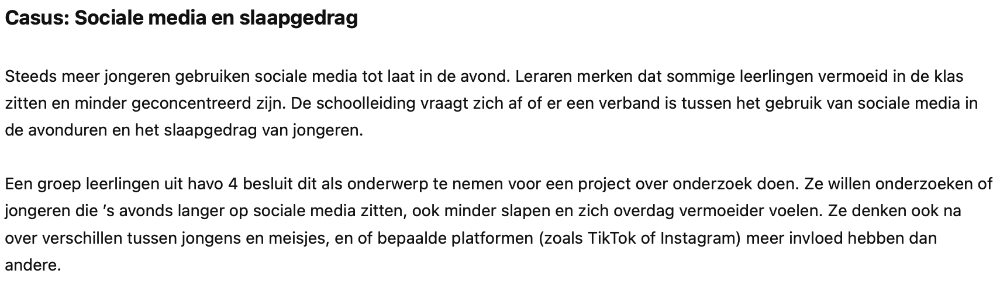 Casus: Sociale media en slaapgedrag
Steeds meer jongeren gebruiken sociale media tot laat in de avond. Leraren merken dat sommige leerlingen vermoeid in de klas
zitten en minder geconcentreerd zijn. De schoolleiding vraagt zich af of er een verband is tussen het gebruik van sociale media in
de avonduren en het slaapgedrag van jongeren.
Een groep leerlingen uit havo 4 besluit dit als onderwerp te nemen voor een project over onderzoek doen. Ze willen onderzoeken of
jongeren die ’s avonds langer op sociale media zitten, ook minder slapen en zich overdag vermoeider voelen. Ze denken ook na
over verschillen tussen jongens en meisjes, en of bepaalde platformen (zoals TikTok of Instagram) meer invloed hebben dan
andere.